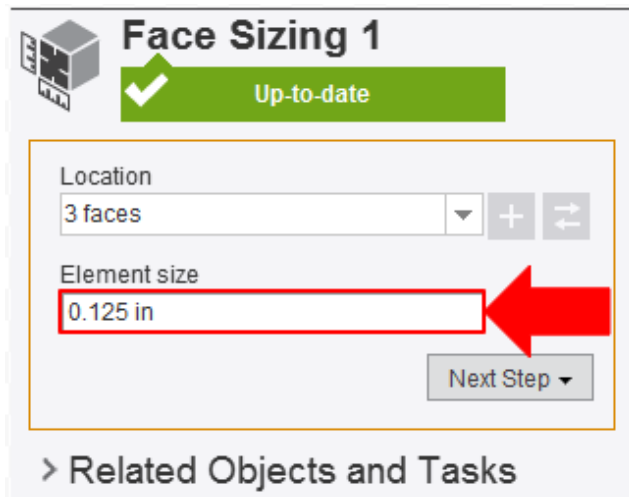 Face Sizing 1
Up-to-date
Location
3 faces
Element size
0.125 in
Next Step
Related Objects and Tasks